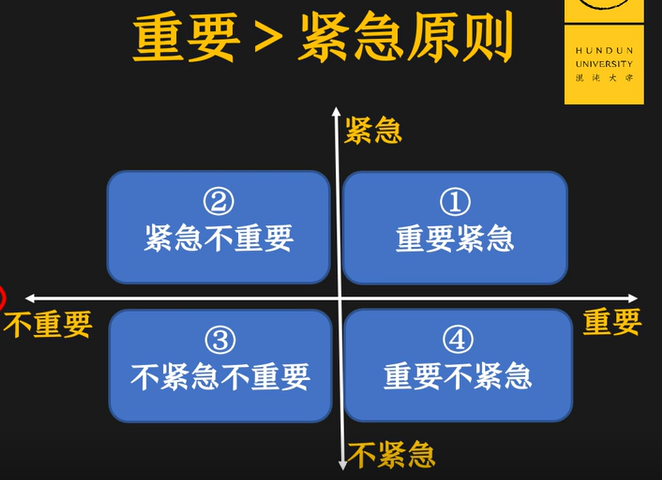 重要＞紧急原则
HUNDUN
UNIVERSITY
混沌大学
紧急
②
紧急不重要
①
重要紧急
不重要
重要
③
不紧急不重要
④
重要不紧急
不紧急